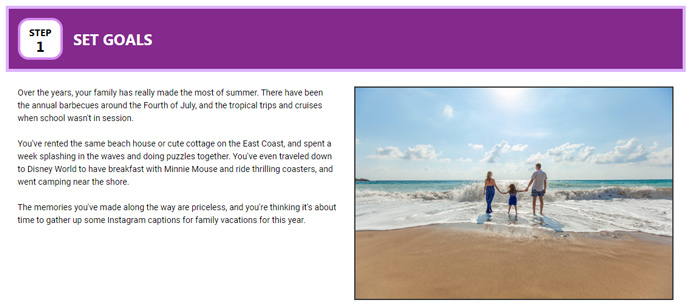 STEP
1
SET GOALS
Over the years, your family has really made the most of summer. There have been
the annual barbecues around the Fourth of July, and the tropical trips and cruises
when school wasn't in session.
You've rented the same beach house or cute cottage on the East Coast, and spent a
week splashing in the waves and doing puzzles together. You've even traveled down
to Disney World to have breakfast with Minnie Mouse and ride thrilling coasters, and
went camping near the shore.
The memories you've made along the way are priceless, and you're thinking it's about
time to gather up some Instagram captions for family vacations for this year.